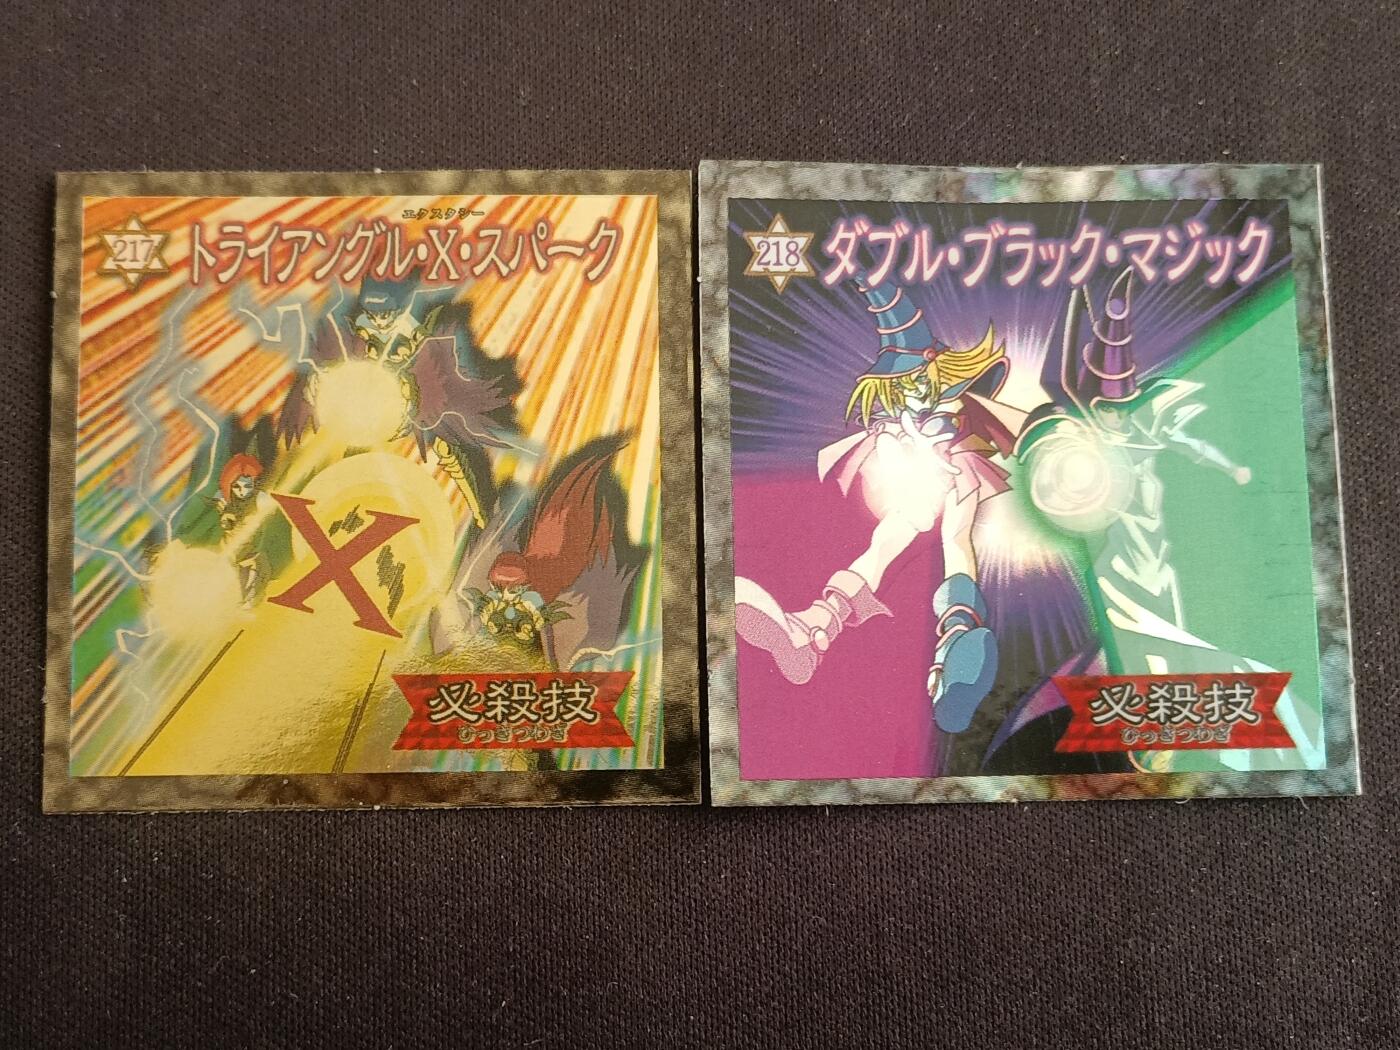 エクスタシー
217 トライアングル・X・スパーク
X
必殺技
ひっさつわざ
218 ダブル・ブラック・マジック
必殺技
ひっさつわざ